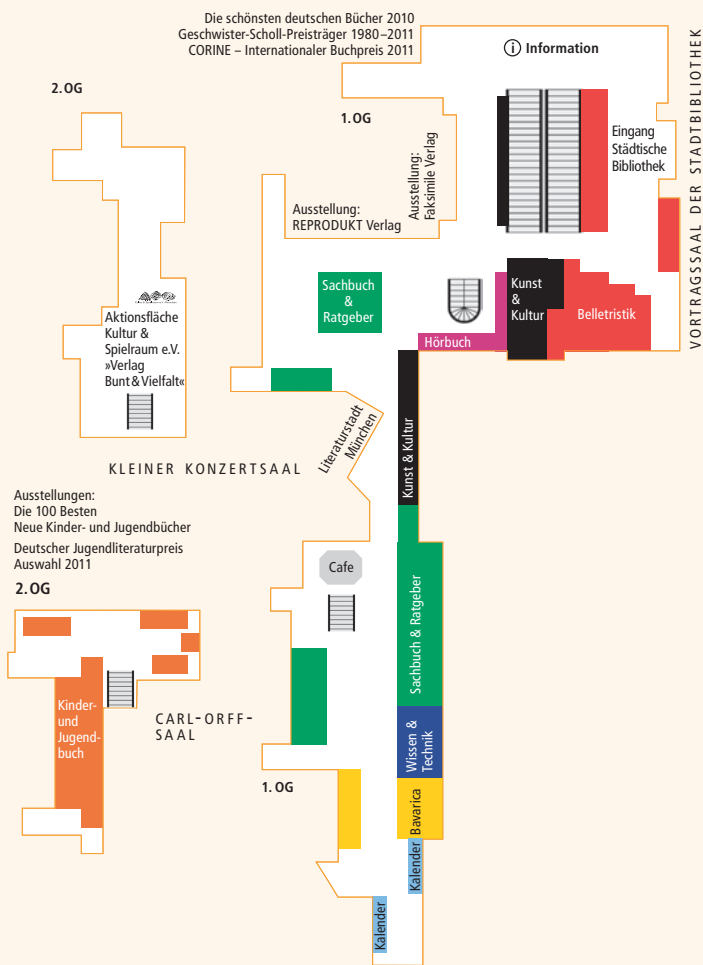 Die schönsten deutschen Bücher 2010
Geschwister-Scholl-Preisträger 1980–2011
CORINE – Internationaler Buchpreis 2011
i Information
2. OG
1. OG
VORTRAGSSAAL DER STADTBIBLIOTHEK
Eingang
Städtische
Bibliothek
Ausstellung:
Faksimile Verlag
Ausstellung:
REPRODUKT Verlag
Sachbuch
&
Ratgeber
Kunst
&
Kultur
Belletristik
Hörbuch
Aktionsfläche
Kultur &
Spielraum e.V.
»Verlag
Bunt & Vielfalt«
Literaturstadt
München
Kunst & Kultur
KLEINER KONZERTSAAL
Ausstellungen:
Die 100 Besten
Neue Kinder- und Jugendbücher
Deutscher Jugendliteraturpreis
Auswahl 2011
2. OG
Cafe
Sachbuch & Ratgeber
Kinder-
und
Jugend-
buch
CARL-ORFF-
SAAL
Wissen &
Technik
1. OG
Bavarica
Kalender
Kalender